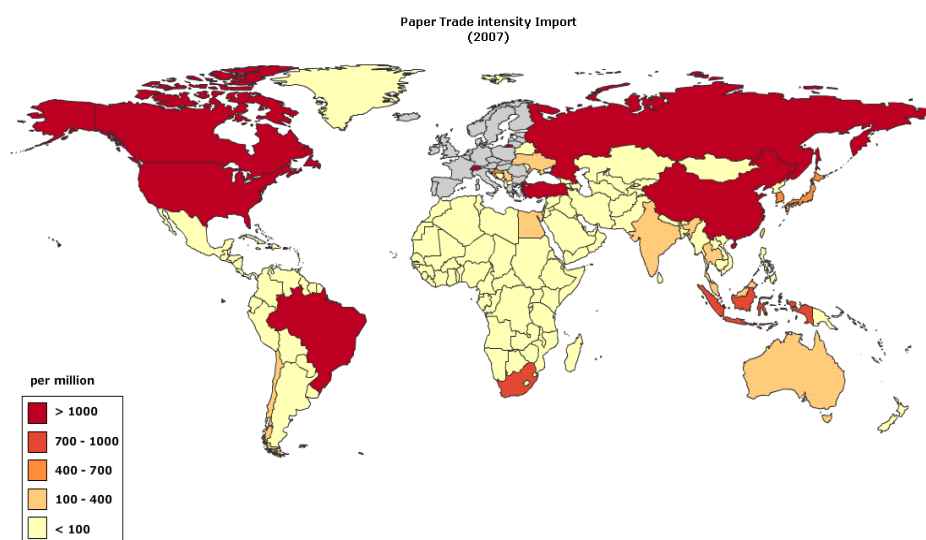 Paper Trade intensity Import
(2007)
per million
> 1000
700 - 1000
400 - 700
100 - 400
< 100